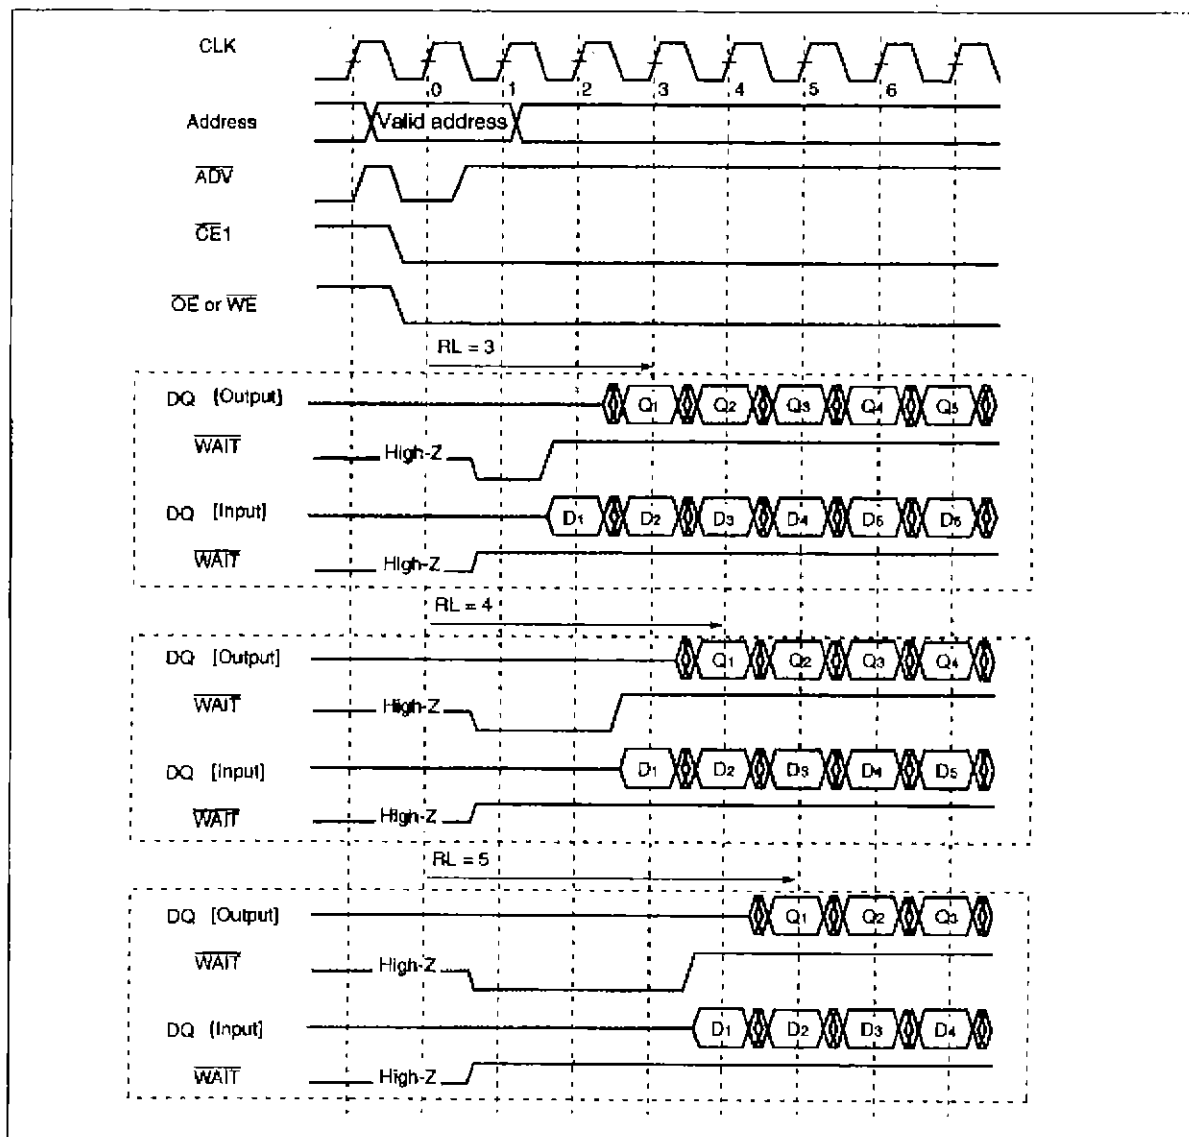 CLK
0 1 2 3 4 5 6
Address Valid address
ADV
CE1
OE or WE
RL = 3
DQ [Output] Q1 Q2 Q3 Q4 Q5
WAIT High-Z
DQ [Input] D1 D2 D3 D4 D5 D6
WAIT High-Z
RL = 4
DQ [Output] Q1 Q2 Q3 Q4
WAIT High-Z
DQ [Input] D1 D2 D3 D4 D5
WAIT High-Z
RL = 5
DQ [Output] Q1 Q2 Q3
WAIT High-Z
DQ [Input] D1 D2 D3 D4
WAIT High-Z